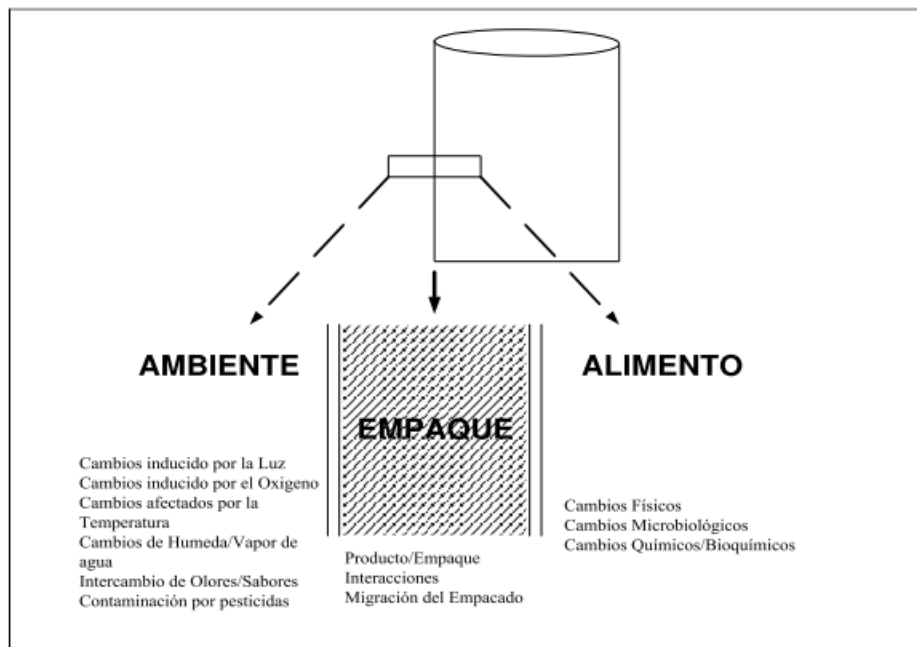 AMBIENTE
EMPAQUE
ALIMENTO
Cambios inducido por la Luz
Cambios inducido por el Oxigeno
Cambios afectados por la
Temperatura
Cambios de Humeda/Vapor de
agua
Intercambio de Olores/Sabores
Contaminación por pesticidas
Producto/Empaque
Interacciones
Migración del Empacado
Cambios Físicos
Cambios Microbiológicos
Cambios Químicos/Bioquímicos